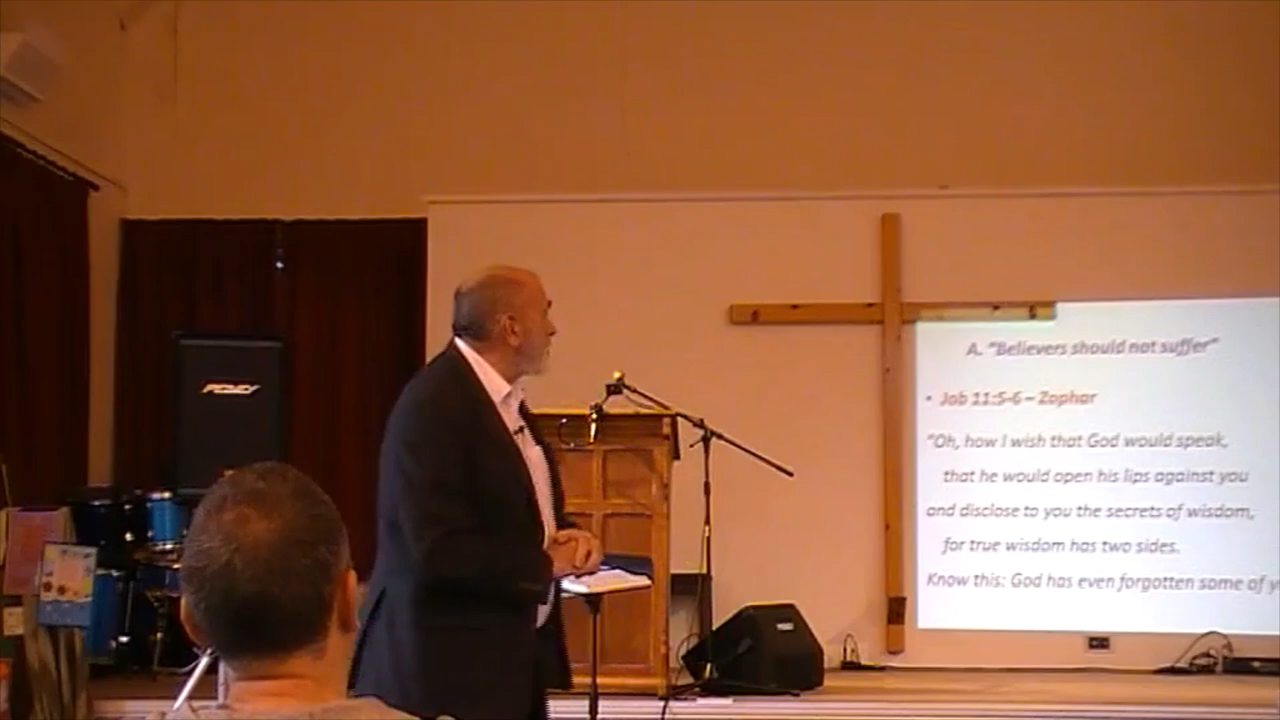 PEAVEY
A. "Believers should not suffer"
• Job 11:5-6 – Zophar
"Oh, how I wish that God would speak,
that he would open his lips against you
and disclose to you the secrets of wisdom,
for true wisdom has two sides.
Know this: God has even forgotten some of y